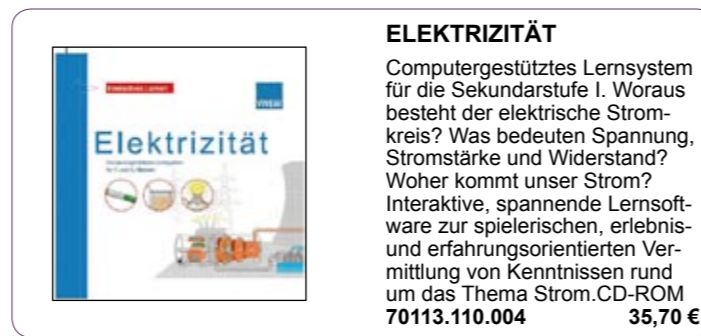 Elektrizität
ELEKTRIZITÄT
Computergestütztes Lernsystem
für die Sekundarstufe I. Woraus
besteht der elektrische Strom-
kreis? Was bedeuten Spannung,
Stromstärke und Widerstand?
Woher kommt unser Strom?
Interaktive, spannende Lernsoft-
ware zur spielerischen, erlebnis-
und erfahrungsorientierten Ver-
mittlung von Kenntnissen rund
um das Thema Strom.CD-ROM
70113.110.004 35,70 €